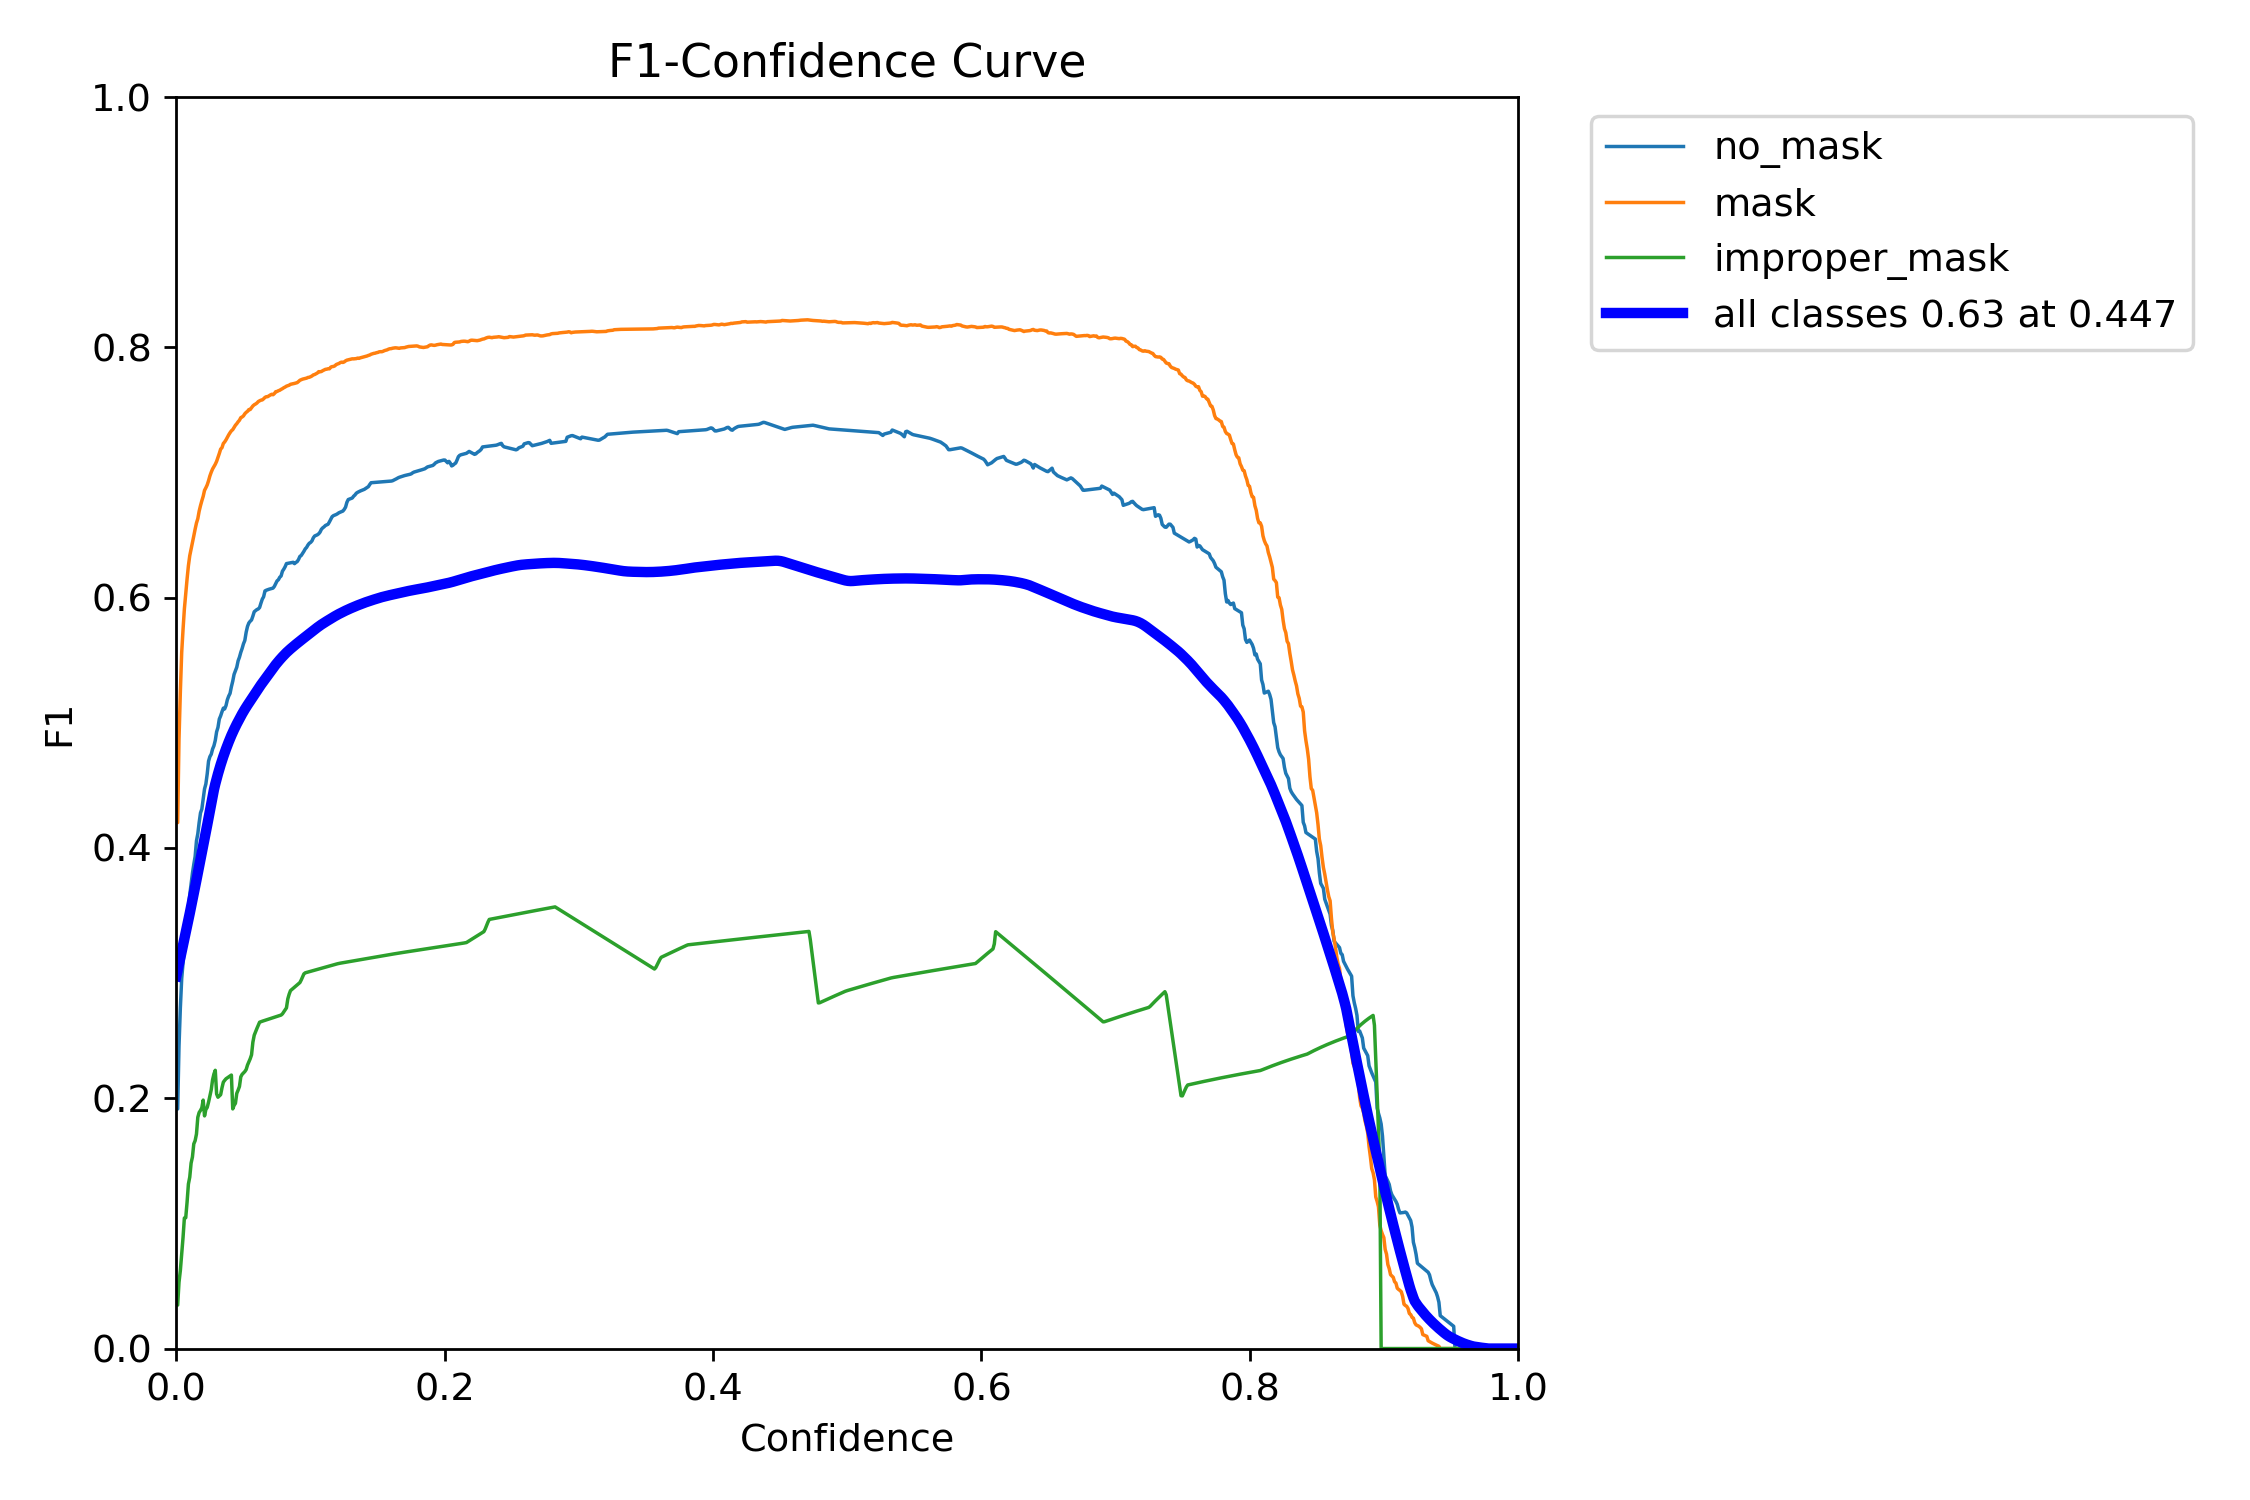 F1-Confidence Curve
1.0
0.8
0.6
0.4
0.2
0.0
F1
0.0 0.2 0.4 0.6 0.8 1.0
Confidence
no_mask
mask
improper_mask
all classes 0.63 at 0.447